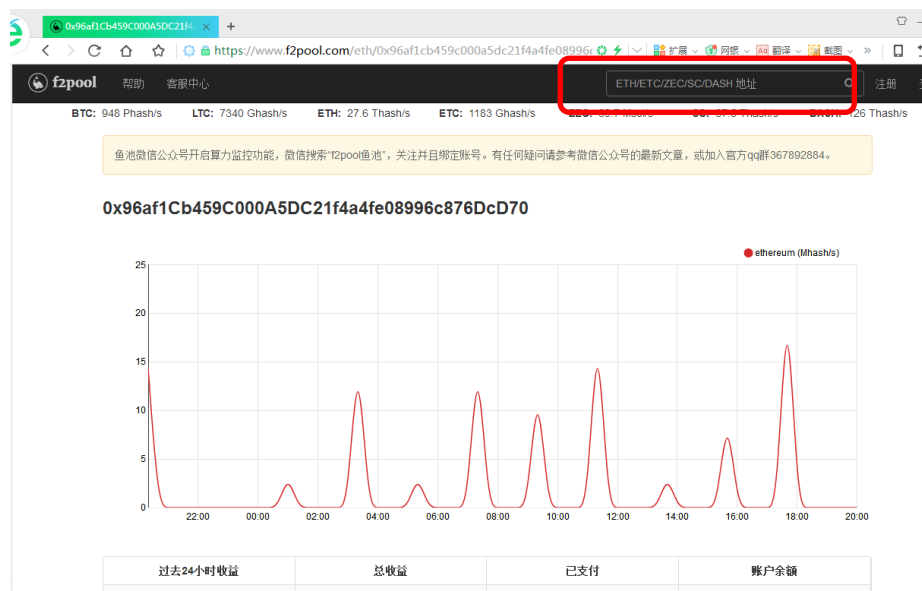 0x96af1Cb459C000A5DC21f4
https://www.f2pool.com/eth/0x96af1cb459c000a5dc21f4a4fe08996c
扩展 网银 翻译 截图 »
f2pool 帮助 客服中心 ETH/ETC/ZEC/SC/DASH 地址 注册
BTC: 948 Phash/s LTC: 7340 Ghash/s ETH: 27.6 Thash/s ETC: 1183 Ghash/s 126 Thash/s
鱼池微信公众号开启算力监控功能，微信搜索“f2pool鱼池”，关注并且绑定账号。有任何疑问请参考微信公众号的最新文章，或加入官方qq群367892884。
0x96af1Cb459C000A5DC21f4a4fe08996c876DcD70
ethereum (Mhash/s)
25
20
15
10
5
0
22:00 00:00 02:00 04:00 06:00 08:00 10:00 12:00 14:00 16:00 18:00 20:00
过去24小时收益 总收益 已支付 账户余额